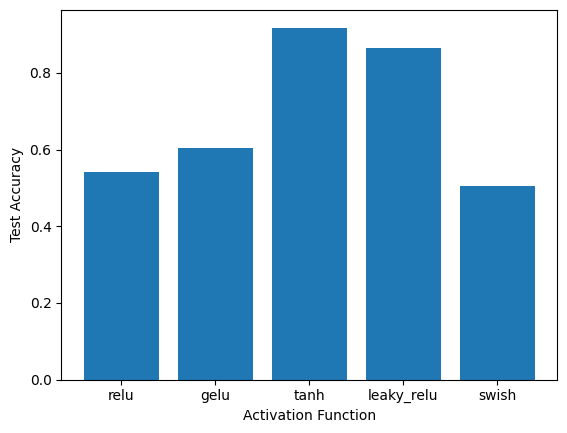 Test Accuracy
0.8
0.6
0.4
0.2
0.0
relu gelu tanh leaky_relu swish
Activation Function